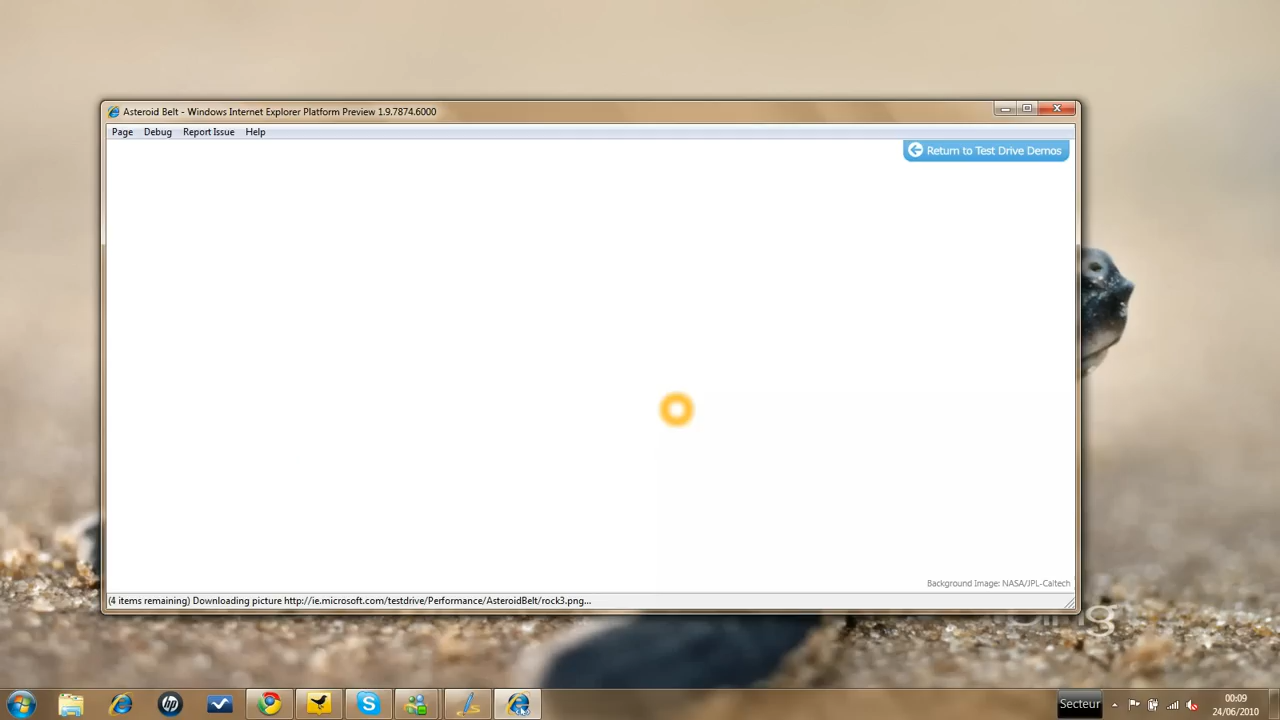 Asteroid Belt - Windows Internet Explorer Platform Preview 1.9.7874.6000
Page Debug Report Issue Help
Return to Test Drive Demos
Background Image: NASA/JPL-Caltech
(4 items remaining) Downloading picture http://ie.microsoft.com/testdrive/Performance/AsteroidBelt/rock3.png...
bing
hp
Secteur
00:09
24/06/2010